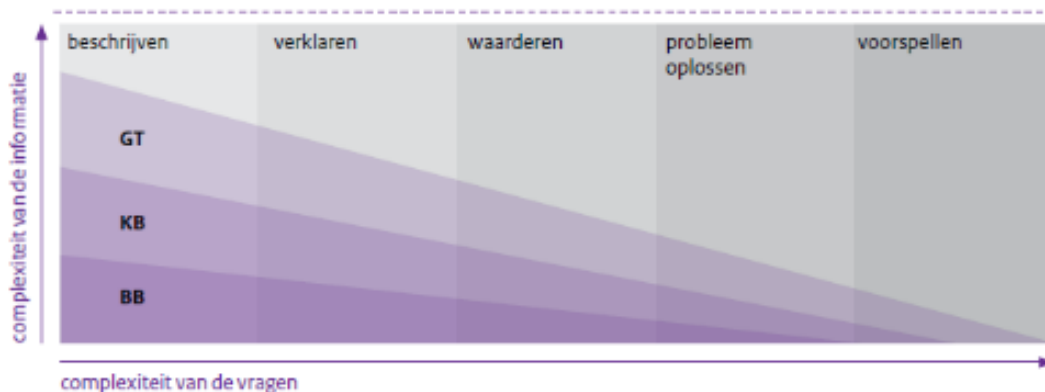 beschrijven
verklaren
waarderen
probleem
oplossen
voorspellen
complexiteit van de informatie
GT
KB
BB
complexiteit van de vragen